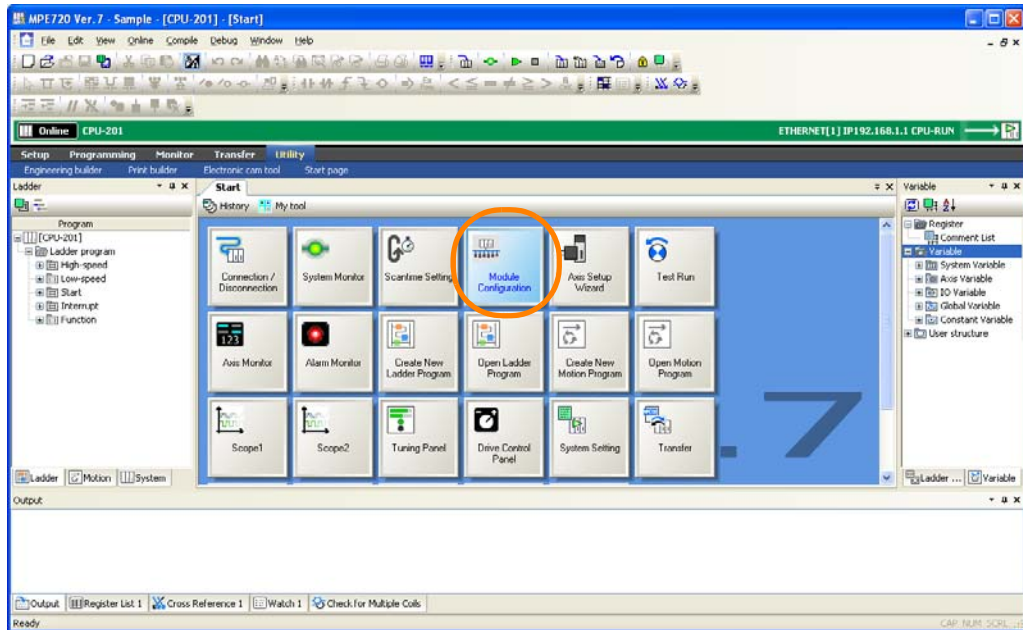 MPE720 Ver. 7 - Sample - [CPU-201] - [Start]
File Edit View Online Compile Debug Window Help
Online CPU-201 ETHERNET[1] IP192.168.1.1 CPU-RUN
Setup Programming Monitor Transfer Utility
Engineering builder Print builder Electronic cam tool Start page
Ladder
Program
[CPU-201]
Ladder program
High-speed
Low-speed
Start
Interrupt
Function
Ladder Motion System
Start
History My tool
Connection /
Disconnection
System Monitor
Scantime Setting
Module
Configuration
Axis Setup
Wizard
Test Run
Axis Monitor
Alarm Monitor
Create New
Ladder Program
Open Ladder
Program
Create New
Motion Program
Open Motion
Program
Scope1
Scope2
Tuning Panel
Drive Control
Panel
System Setting
Transfer
.7
Variable
Register
Comment List
Variable
System Variable
Axis Variable
IO Variable
Global Variable
Constant Variable
User structure
Ladder ... Variable
Output
Output Register List 1 Cross Reference 1 Watch 1 Check for Multiple Coils
Ready CAP NUM SCRL